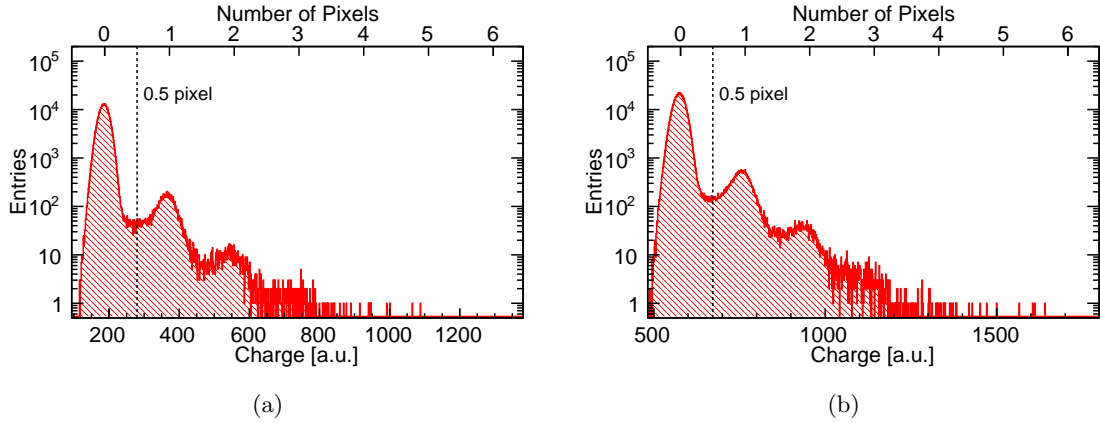 Number of Pixels
0 1 2 3 4 5 6
10^5
10^4
10^3
10^2
10
1
Entries
0.5 pixel
200 400 600 800 1000 1200
Charge [a.u.]
(a)
Number of Pixels
0 1 2 3 4 5 6
10^5
10^4
10^3
10^2
10
1
Entries
0.5 pixel
500 1000 1500
Charge [a.u.]
(b)